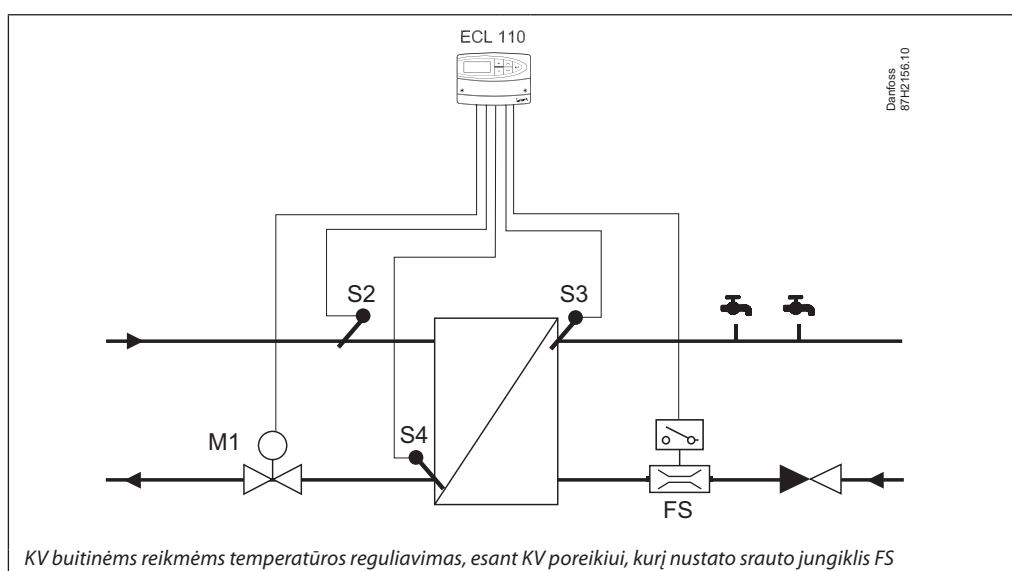 ECL 110
Danfoss
87H2156.10
S2
S3
M1
S4
FS
KV buitinėms reikmėms temperatūros reguliavimas, esant KV poreikiui, kurį nustato srauto jungiklis FS